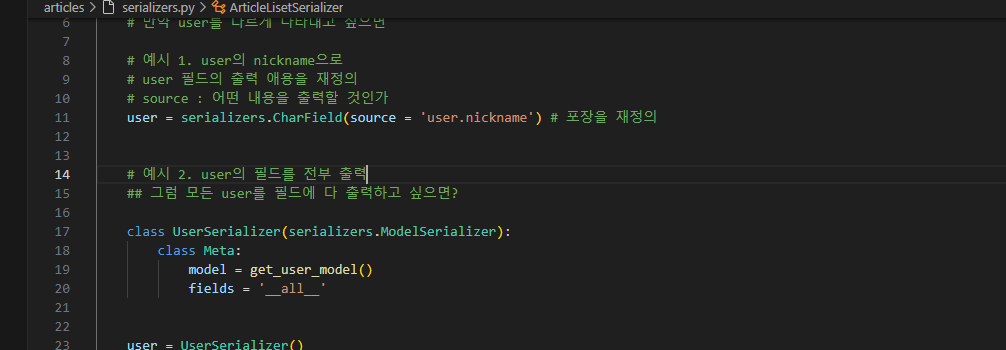 articles > serializers.py > ArticleLisetSerializer
6 # 만약 user를 다르게 나타내고 싶으면
7
8 # 예시 1. user의 nickname으로
9 # user 필드의 출력 애용을 재정의
10 # source : 어떤 내용을 출력할 것인가
11 user = serializers.CharField(source = 'user.nickname') # 포장을 재정의
12
13
14 # 예시 2. user의 필드를 전부 출력
15 ## 그럼 모든 user를 필드에 다 출력하고 싶으면?
16
17 class UserSerializer(serializers.ModelSerializer):
18 class Meta:
19 model = get_user_model()
20 fields = '__all__'
21
22
23 user = UserSerializer()